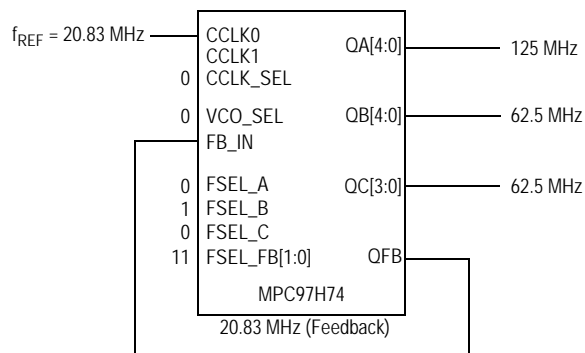 fREF = 20.83 MHz
CCLK0
CCLK1
0 CCLK_SEL
0 VCO_SEL
FB_IN
0 FSEL_A
1 FSEL_B
0 FSEL_C
11 FSEL_FB[1:0]
QA[4:0] 125 MHz
QB[4:0] 62.5 MHz
QC[3:0] 62.5 MHz
QFB
MPC97H74
20.83 MHz (Feedback)